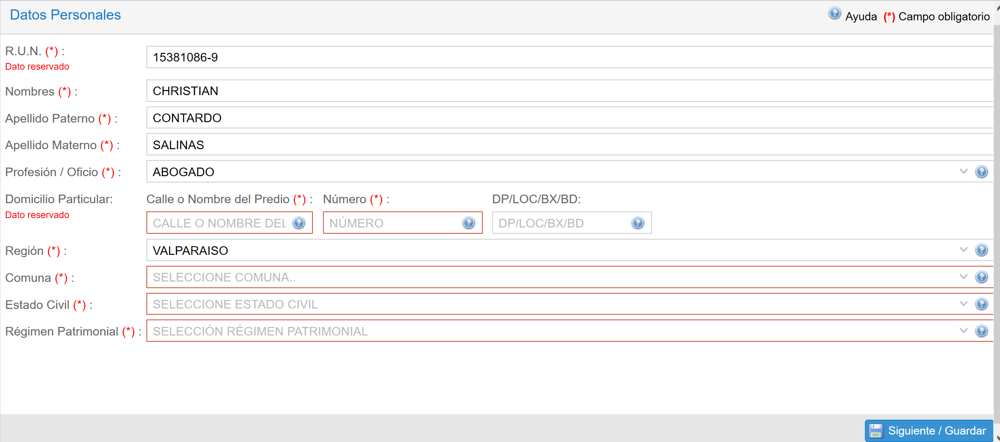 Datos Personales
Ayuda (*) Campo obligatorio
R.U.N. (*) :
Dato reservado
15381086-9
Nombres (*) :
CHRISTIAN
Apellido Paterno (*) :
CONTARDO
Apellido Materno (*) :
SALINAS
Profesión / Oficio (*) :
ABOGADO
Domicilio Particular:
Dato reservado
Calle o Nombre del Predio (*) :
Número (*) :
DP/LOC/BX/BD:
CALLE O NOMBRE DEL
NÚMERO
DP/LOC/BX/BD
Región (*) :
VALPARAISO
Comuna (*) :
SELECCIONE COMUNA..
Estado Civil (*) :
SELECCIONE ESTADO CIVIL
Régimen Patrimonial (*) :
SELECCIÓN RÉGIMEN PATRIMONIAL
Siguiente / Guardar